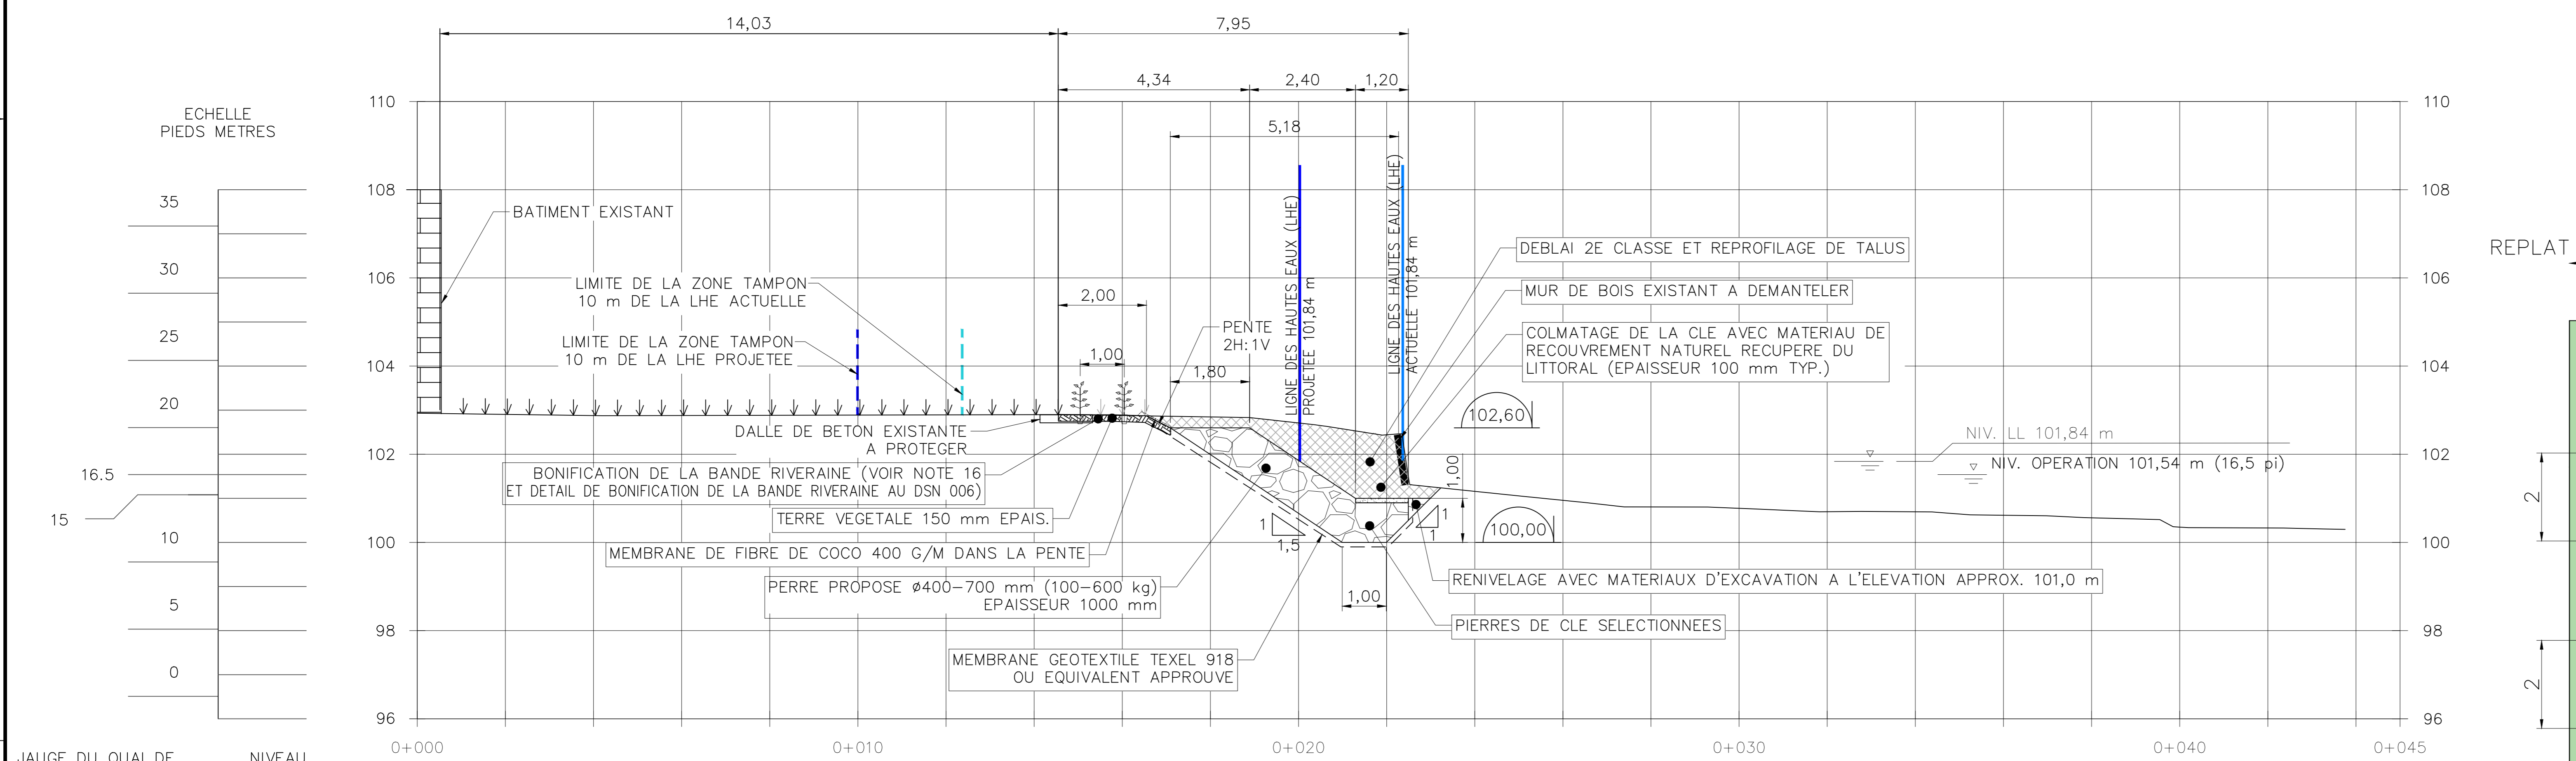 14,03
7,95
4,34
2,40
1,20
5,18
ECHELLE
PIEDS METRES
35
30
25
20
16.5
15
10
5
0
JAUGE DU QUAI DE
NIVEAU
110
108
106
104
102
100
98
96
BATIMENT EXISTANT
LIMITE DE LA ZONE TAMPON
10 m DE LA LHE ACTUELLE
LIMITE DE LA ZONE TAMPON
10 m DE LA LHE PROJETEE
2,00
1,00
1,80
PENTE
2H:1V
LIGNE DES HAUTES EAUX (LHE)
PROJETEE 101,84 m
LIGNE DES HAUTES EAUX (LHE)
ACTUELLE 101,84 m
DALLE DE BETON EXISTANTE
A PROTEGER
BONIFICATION DE LA BANDE RIVERAINE (VOIR NOTE 16
ET DETAIL DE BONIFICATION DE LA BANDE RIVERAINE AU DSN 006)
TERRE VEGETALE 150 mm EPAIS.
MEMBRANE DE FIBRE DE COCO 400 G/M DANS LA PENTE
PERRE PROPOSE Ø400-700 mm (100-600 kg)
EPAISSEUR 1000 mm
MEMBRANE GEOTEXTILE TEXEL 918
OU EQUIVALENT APPROUVE
1
1,5
1,00
1
1
1,00
DEBLAI 2E CLASSE ET REPROFILAGE DE TALUS
MUR DE BOIS EXISTANT A DEMANTELER
COLMATAGE DE LA CLE AVEC MATERIAU DE
RECOUVREMENT NATUREL RECUPERE DU
LITTORAL (EPAISSEUR 100 mm TYP.)
102,60
100,00
NIV. LL 101,84 m
NIV. OPERATION 101,54 m (16,5 pi)
RENIVELAGE AVEC MATERIAUX D'EXCAVATION A L'ELEVATION APPROX. 101,0 m
PIERRES DE CLE SELECTIONNEES
110
108
106
104
102
100
98
96
0+000
0+010
0+020
0+030
0+040
0+045
REPLAT
2
2